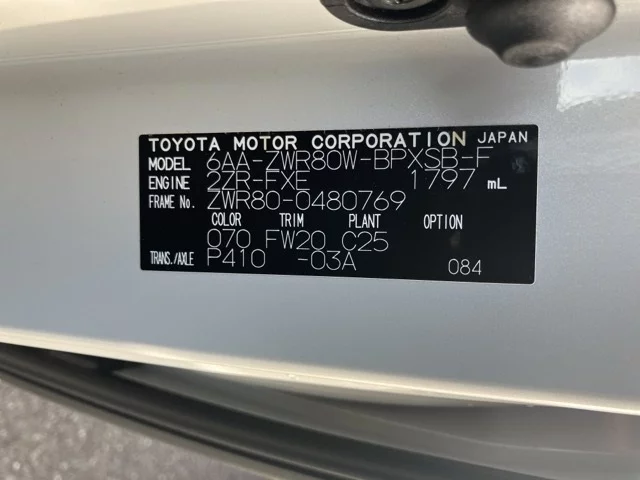 TOYOTA MOTOR CORPORATION JAPAN
MODEL 6AA-ZWR80W-BPXSB-F
ENGINE 2ZR-FXE 1797 mL
FRAME No. ZWR80-0480769
COLOR TRIM PLANT OPTION
070 FW20 C25
TRANS./AXLE P410 -03A 084